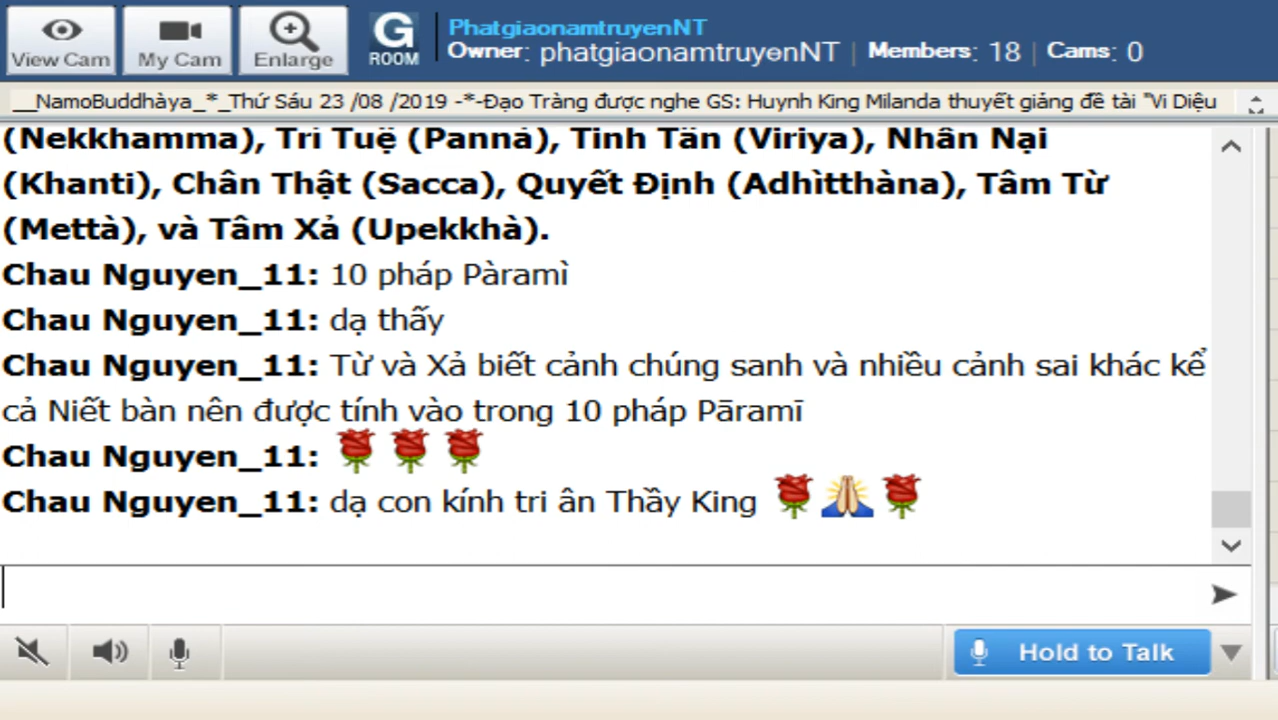 View Cam
My Cam
Enlarge
G
ROOM
PhatgiaonamtruyenNT
Owner: phatgiaonamtruyenNT | Members: 18 | Cams: 0
__NamoBuddhàya_*_Thứ Sáu 23 /08 /2019 -*-Đạo Tràng được nghe GS: Huynh King Milanda thuyết giảng đề tài "Vi Diệu
(Nekkhamma), Trí Tuệ (Panná), Tinh Tấn (Viriya), Nhẫn Nại
(Khanti), Chân Thật (Sacca), Quyết Định (Adhìtthàna), Tâm Từ
(Mettà), và Tâm Xả (Upekkhà).
Chau Nguyen_11: 10 pháp Pàramì
Chau Nguyen_11: dạ thấy
Chau Nguyen_11: Từ và Xả biết cảnh chúng sanh và nhiều cảnh sai khác kể
cả Niết bàn nên được tính vào trong 10 pháp Pāramī
Chau Nguyen_11:
Chau Nguyen_11: dạ con kính tri ân Thầy King
Hold to Talk